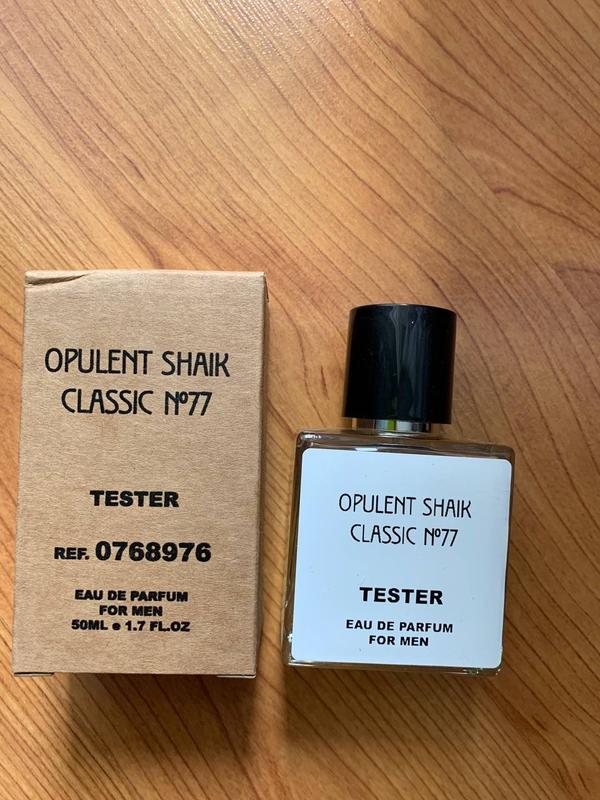 OPULENT SHAIK
CLASSIC Nº77
TESTER
REF. 0768976
EAU DE PARFUM
FOR MEN
50ML e 1.7 FL.OZ
OPULENT SHAIK
CLASSIC Nº77
TESTER
EAU DE PARFUM
FOR MEN